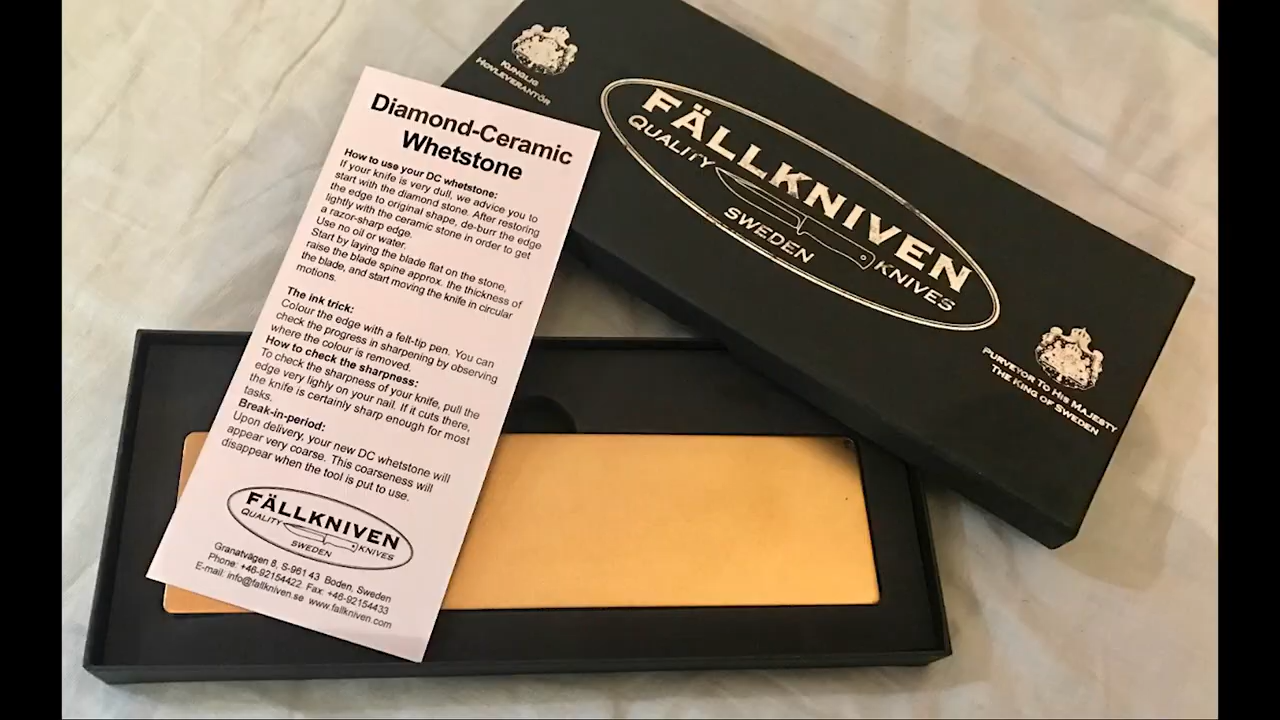 Diamond-Ceramic
Whetstone
How to use your DC whetstone:
If your knife is very dull, we advice you to
start with the diamond stone. After restoring
the edge to original shape, de-burr the edge
lightly with the ceramic stone in order to get
a razor-sharp edge.
Use no oil or water.
Start by laying the blade flat on the stone,
raise the blade spine approx. the thickness of
the blade, and start moving the knife in circular
motions.
The ink trick:
Colour the edge with a felt-tip pen. You can
check the progress in sharpening by observing
where the colour is removed.
How to check the sharpness:
To check the sharpness of your knife, pull the
edge very lighly on your nail. If it cuts there,
the knife is certainly sharp enough for most
tasks.
Break-in-period:
Upon delivery, your new DC whetstone will
appear very coarse. This coarseness will
disappear when the tool is put to use.
FÄLLKNIVEN
QUALITY
SWEDEN
KNIVES
Granatvägen 8, S-961 43 Boden, Sweden
Phone: +46-92154422 Fax: +46-92154433
E-mail: info@fallkniven.se www.fallkniven.com
KUNGLIG
HOVLEVERANTÖR
FÄLLKNIVEN
QUALITY
SWEDEN
KNIVES
PURVEYOR TO HIS MAJESTY
THE KING OF SWEDEN